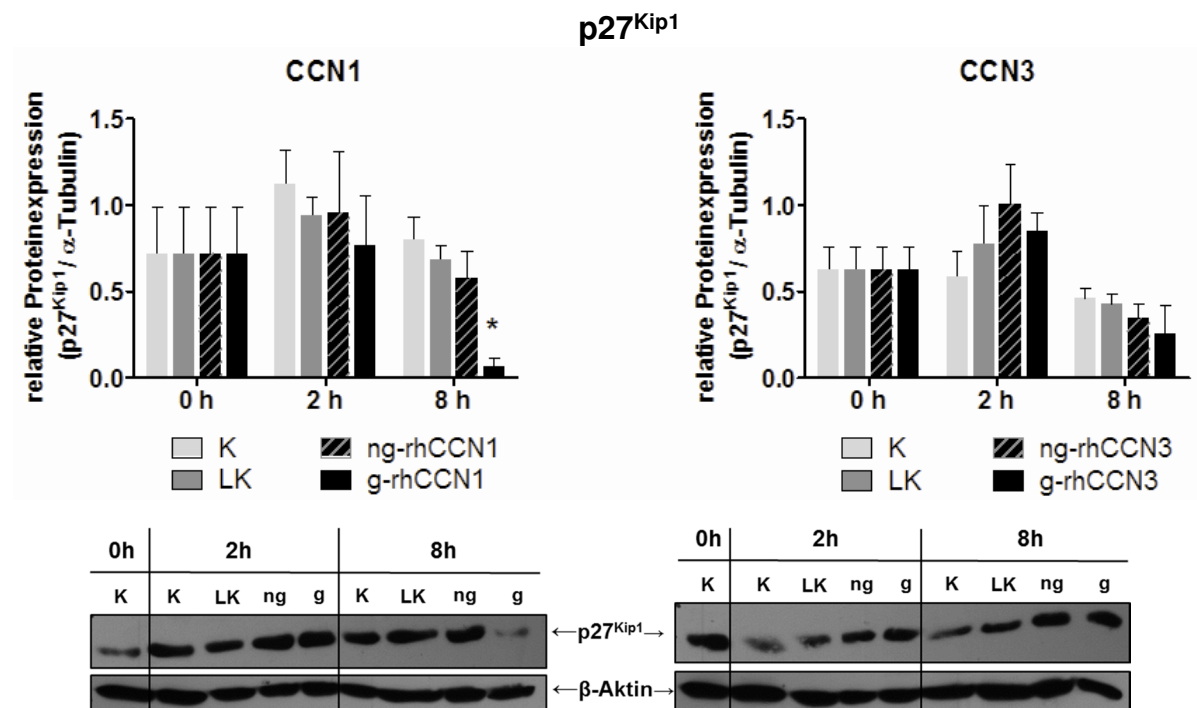 p27Kip1
CCN1
relative Proteinexpression
(p27Kip1/ α-Tubulin)
1.5
1.0
0.5
0.0
0 h 2 h 8 h
K ng-rhCCN1
LK g-rhCCN1
CCN3
relative Proteinexpression
(p27Kip1/ α-Tubulin)
1.5
1.0
0.5
0.0
*
0 h 2 h 8 h
K ng-rhCCN3
LK g-rhCCN3
0h 2h 8h
K K LK ng g K LK ng g
0h 2h 8h
K K LK ng g K LK ng g
←p27Kip1→
←β-Aktin→